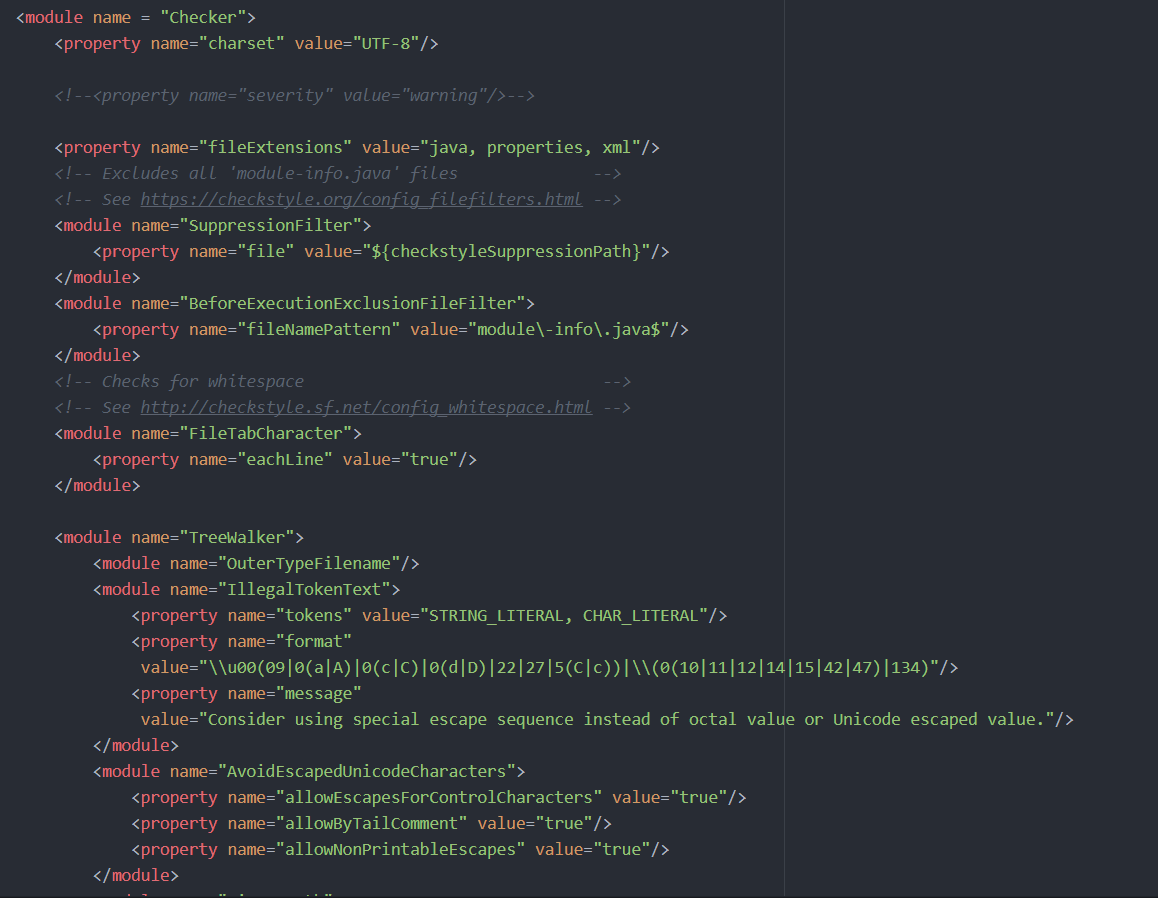 <module name = "Checker">
    <property name="charset" value="UTF-8"/>

    <!--<property name="severity" value="warning"/>-->

    <property name="fileExtensions" value="java, properties, xml"/>
    <!-- Excludes all 'module-info.java' files              -->
    <!-- See https://checkstyle.org/config_filefilters.html -->
    <module name="SuppressionFilter">
        <property name="file" value="${checkstyleSuppressionPath}"/>
    </module>
    <module name="BeforeExecutionExclusionFileFilter">
        <property name="fileNamePattern" value="module\-info\.java$"/>
    </module>
    <!-- Checks for whitespace                               -->
    <!-- See http://checkstyle.sf.net/config_whitespace.html -->
    <module name="FileTabCharacter">
        <property name="eachLine" value="true"/>
    </module>

    <module name="TreeWalker">
        <module name="OuterTypeFilename"/>
        <module name="IllegalTokenText">
            <property name="tokens" value="STRING_LITERAL, CHAR_LITERAL"/>
            <property name="format"
             value="\\u00(09|0(a|A)|0(c|C)|0(d|D)|22|27|5(C|c))|\\(0(10|11|12|14|15|42|47)|134)"/>
            <property name="message"
             value="Consider using special escape sequence instead of octal value or Unicode escaped value."/>
        </module>
        <module name="AvoidEscapedUnicodeCharacters">
            <property name="allowEscapesForControlCharacters" value="true"/>
            <property name="allowByTailComment" value="true"/>
            <property name="allowNonPrintableEscapes" value="true"/>
        </module>